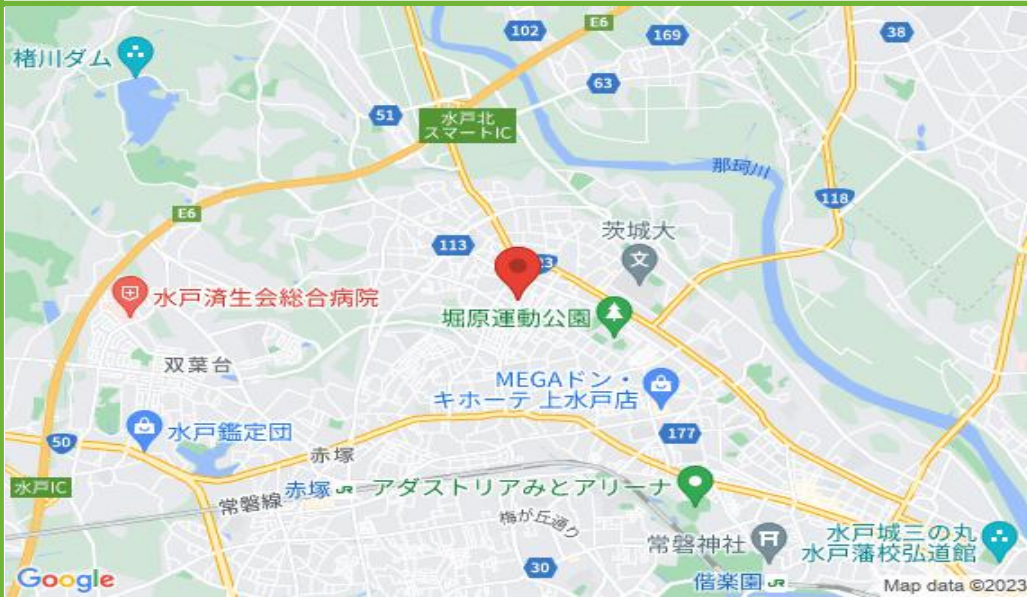 102
E6
169
38
楮川ダム
63
51
水戸北
スマートIC
那珂川
118
E6
茨城大
文
113
23
水戸済生会総合病院
堀原運動公園
双葉台
MEGAドン・
キホーテ 上水戸店
50
水戸鑑定団
177
赤塚
水戸IC
常磐線
赤塚 JR
アダストリアみとアリーナ
梅が丘通り
常磐神社
水戸城三の丸
水戸藩校弘道館
30
偕楽園 JR
Google
Map data ©2023